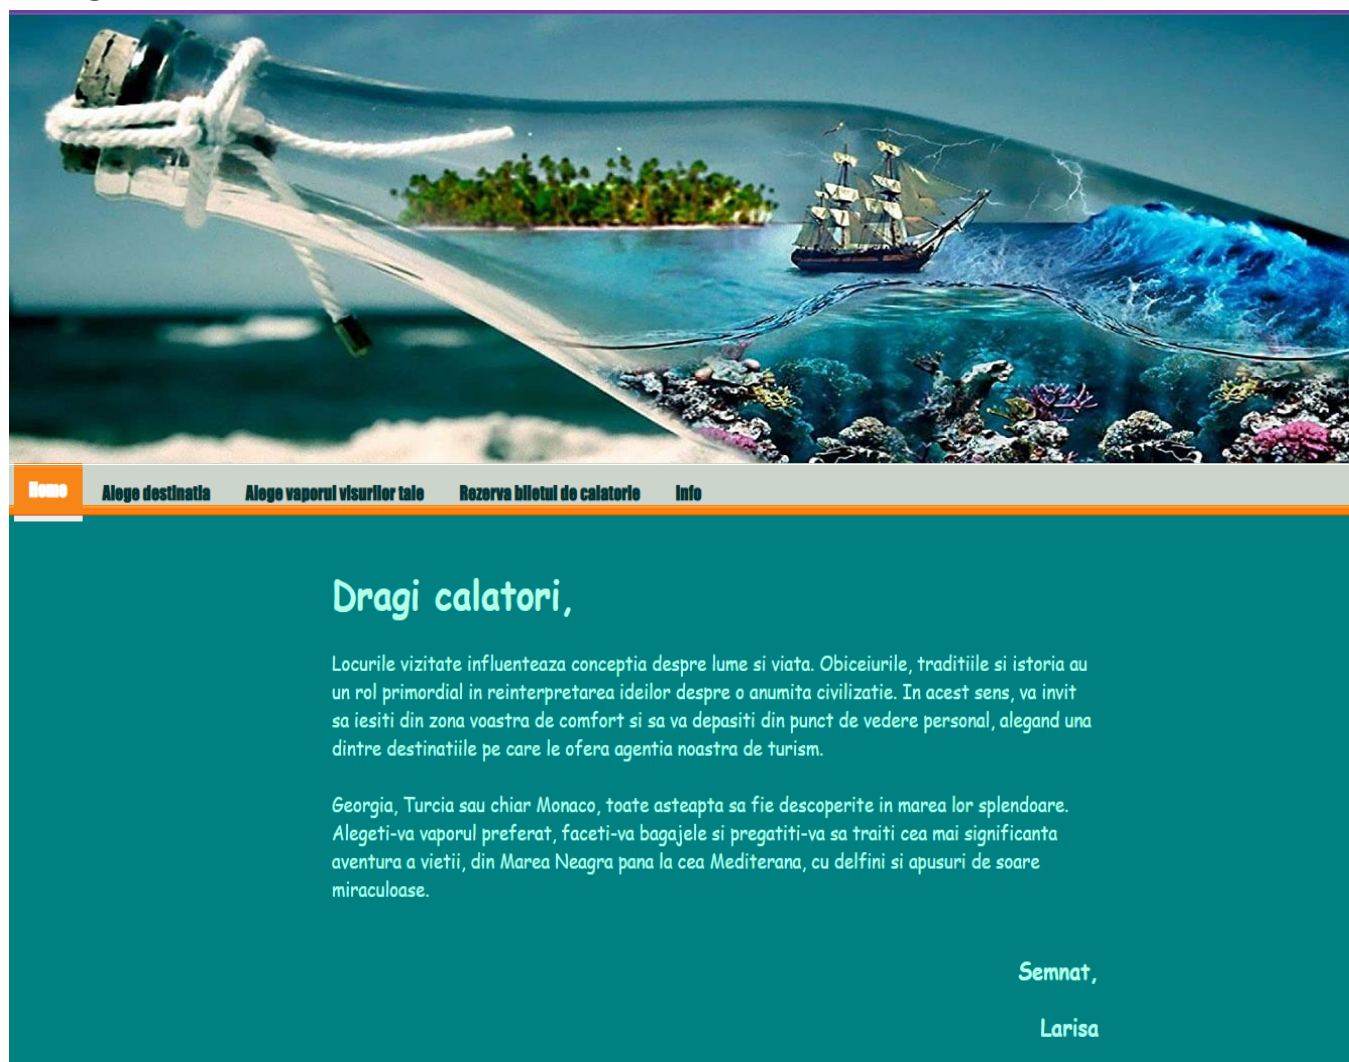 Home Alege destinatia Alege vaporul visurilor tale Rezerva biletul de calatorie Info
Dragi calatori,
Locurile vizitate influenteaza conceptia despre lume si viata. Obiceiurile, traditiile si istoria au
un rol primordial in reinterpretarea ideilor despre o anumita civilizatie. In acest sens, va invit
sa iesiti din zona voastra de comfort si sa va depasiti din punct de vedere personal, alegand una
dintre destinatiile pe care le ofera agentia noastra de turism.
Georgia, Turcia sau chiar Monaco, toate asteapta sa fie descoperite in marea lor splendoare.
Alegeti-va vaporul preferat, faceti-va bagajele si pregatiti-va sa traiti cea mai significanta
aventura a vietii, din Marea Neagra pana la cea Mediterana, cu delfini si apusuri de soare
miraculoase.
Semnat,
Larisa